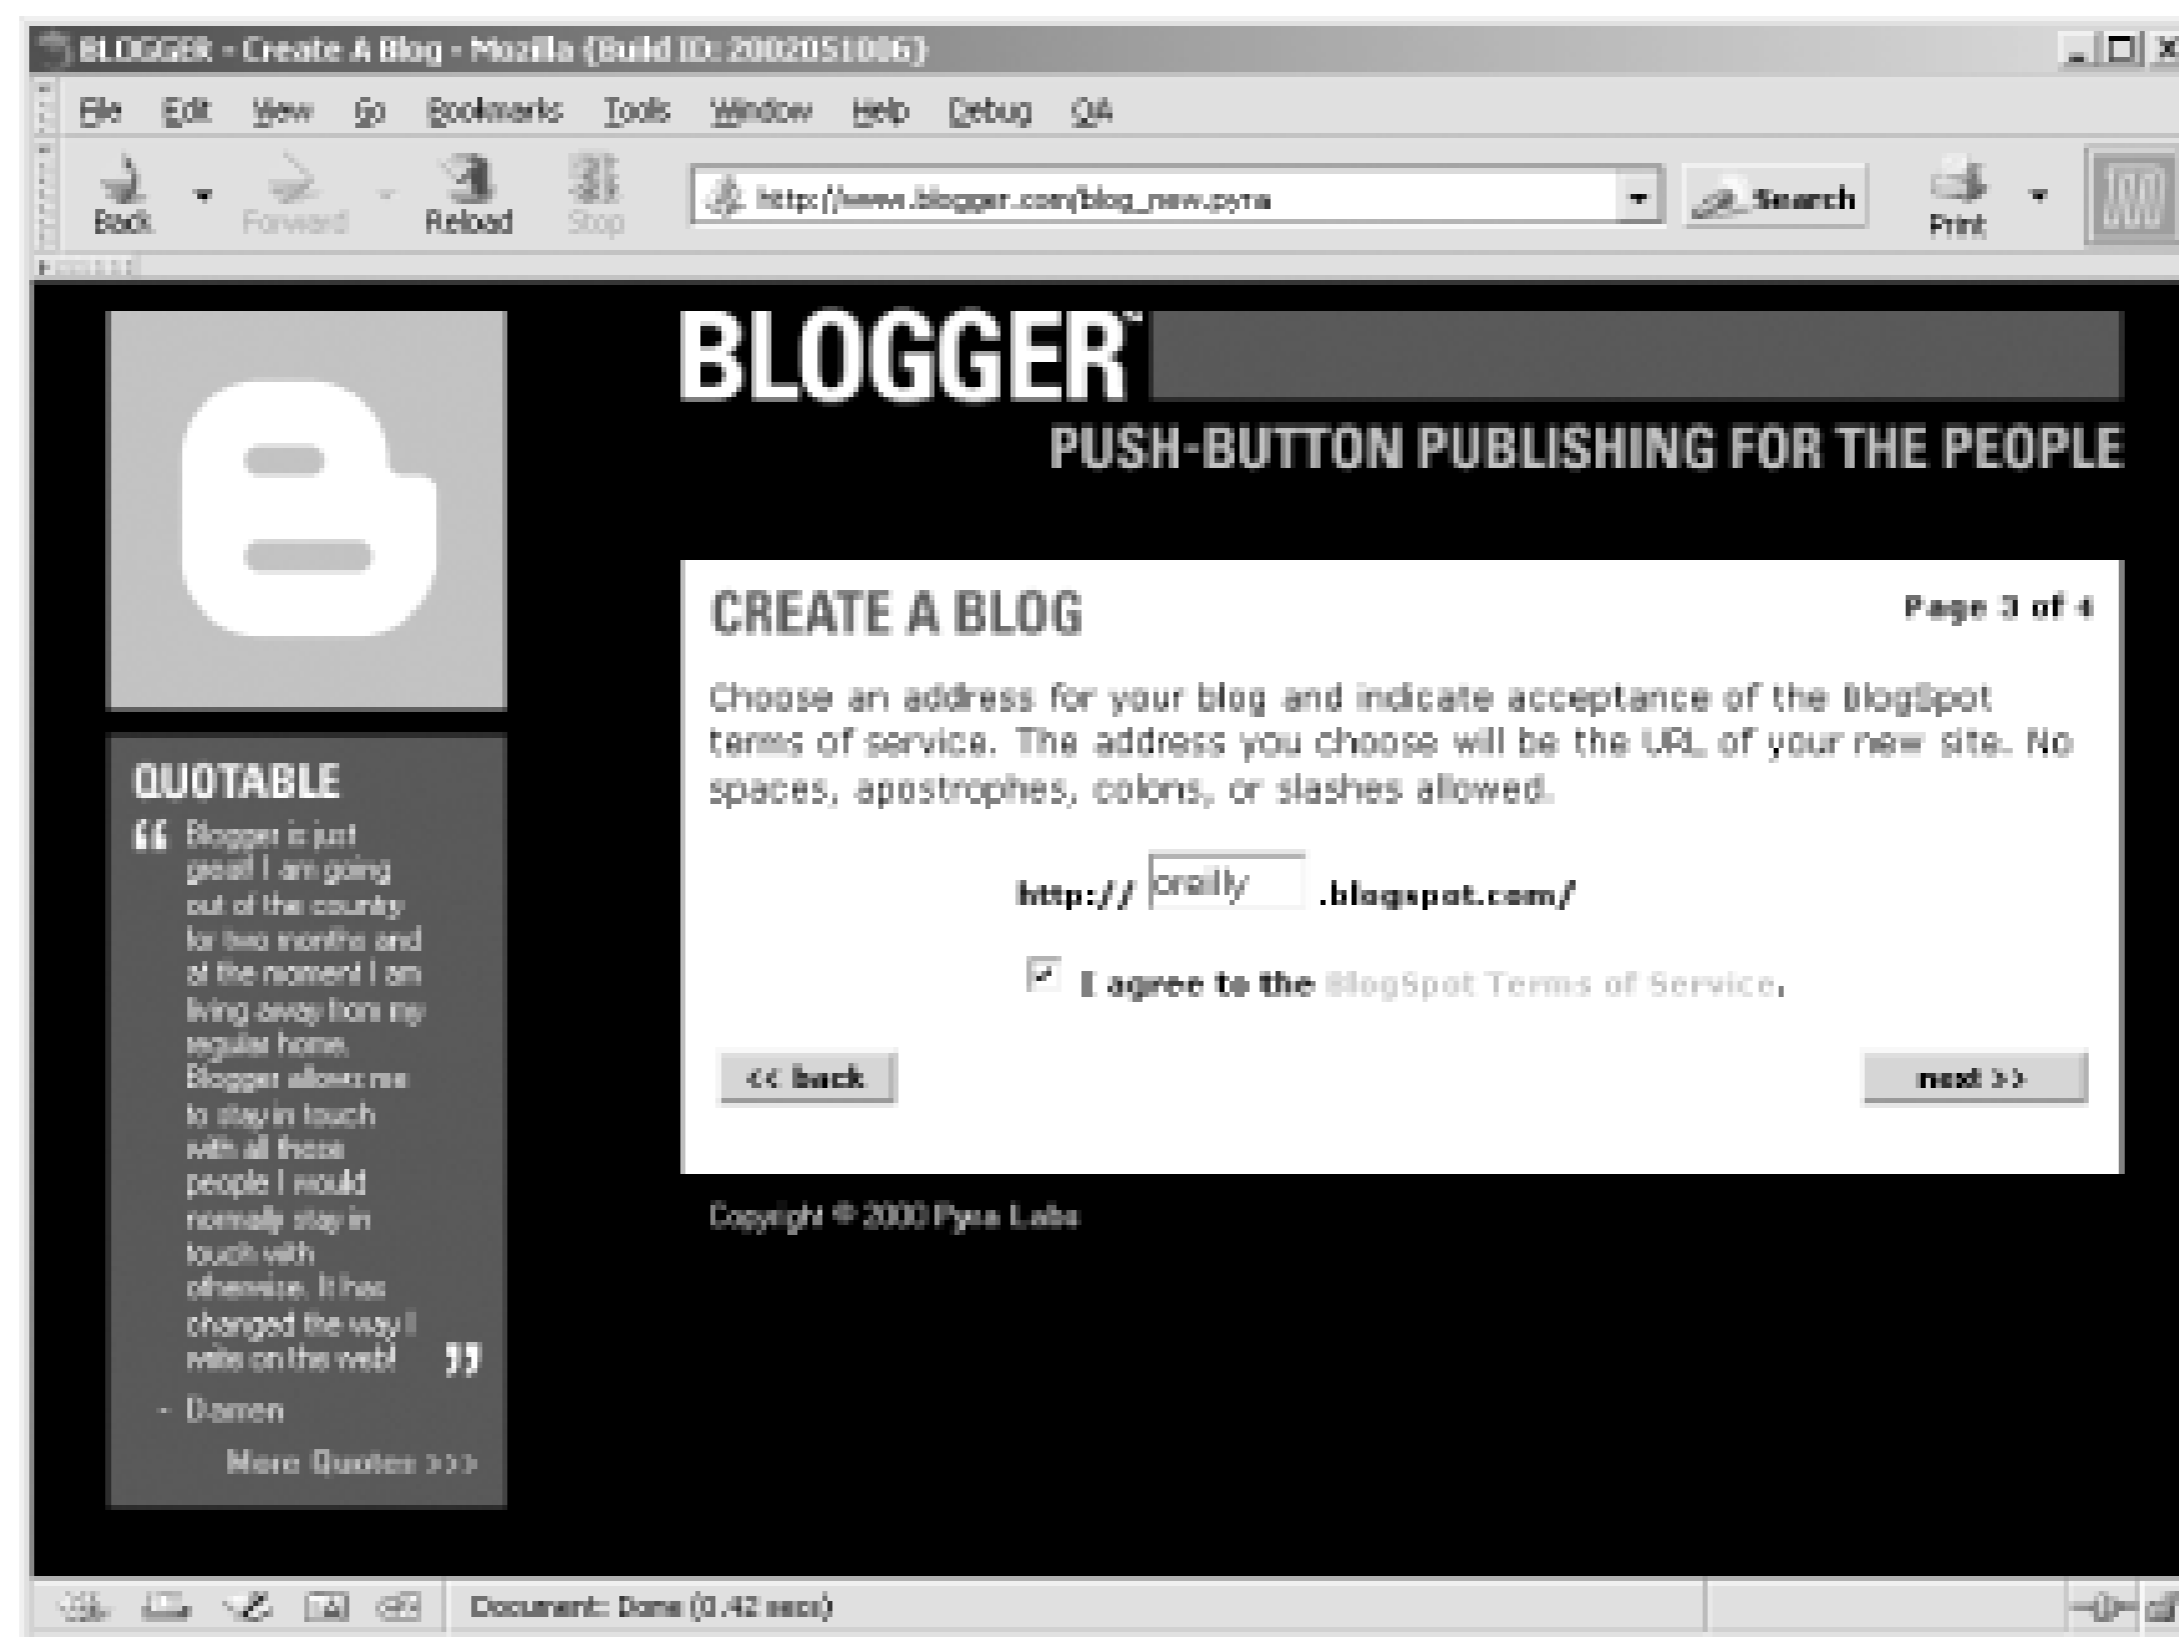 BLOGGER - Create A Blog - Mozilla {Build ID: 2002051006}
File Edit View Go Bookmarks Tools Window Help Debug QA
Back Forward Reload Stop http://www.blogger.com/blog_new.pyra Search Print
BLOGGER™
PUSH-BUTTON PUBLISHING FOR THE PEOPLE
CREATE A BLOG Page 3 of 4
Choose an address for your blog and indicate acceptance of the BlogSpot
terms of service. The address you choose will be the URL of your new site. No
spaces, apostrophes, colons, or slashes allowed.
http:// oreilly .blogspot.com/
I agree to the BlogSpot Terms of Service.
<< back next >>
Copyright © 2000 Pyra Labs
QUOTABLE
“ Blogger is just
great! I am going
out of the country
for two months and
at the moment I am
living away from my
regular home.
Blogger allows me
to stay in touch
with all those
people I would
normally stay in
touch with
otherwise. It has
changed the way I
write on the web! ”
- Darren
More Quotes >>>
Document: Done (0.42 secs)